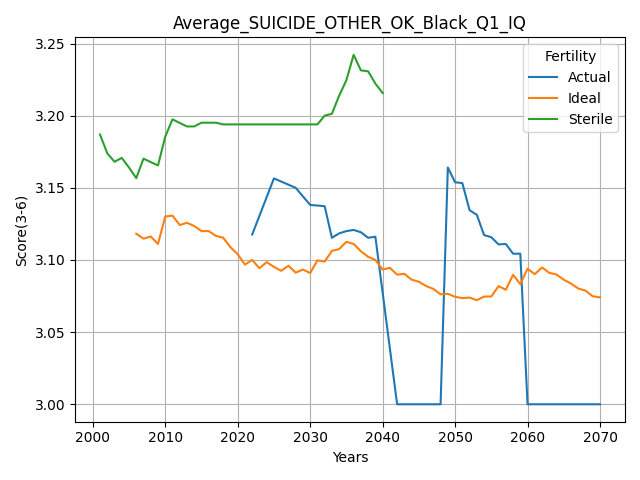 Average_SUICIDE_OTHER_OK_Black_Q1_IQ
Fertility
Actual
Ideal
Sterile
Score(3-6)
3.25
3.20
3.15
3.10
3.05
3.00
2000 2010 2020 2030 2040 2050 2060 2070
Years